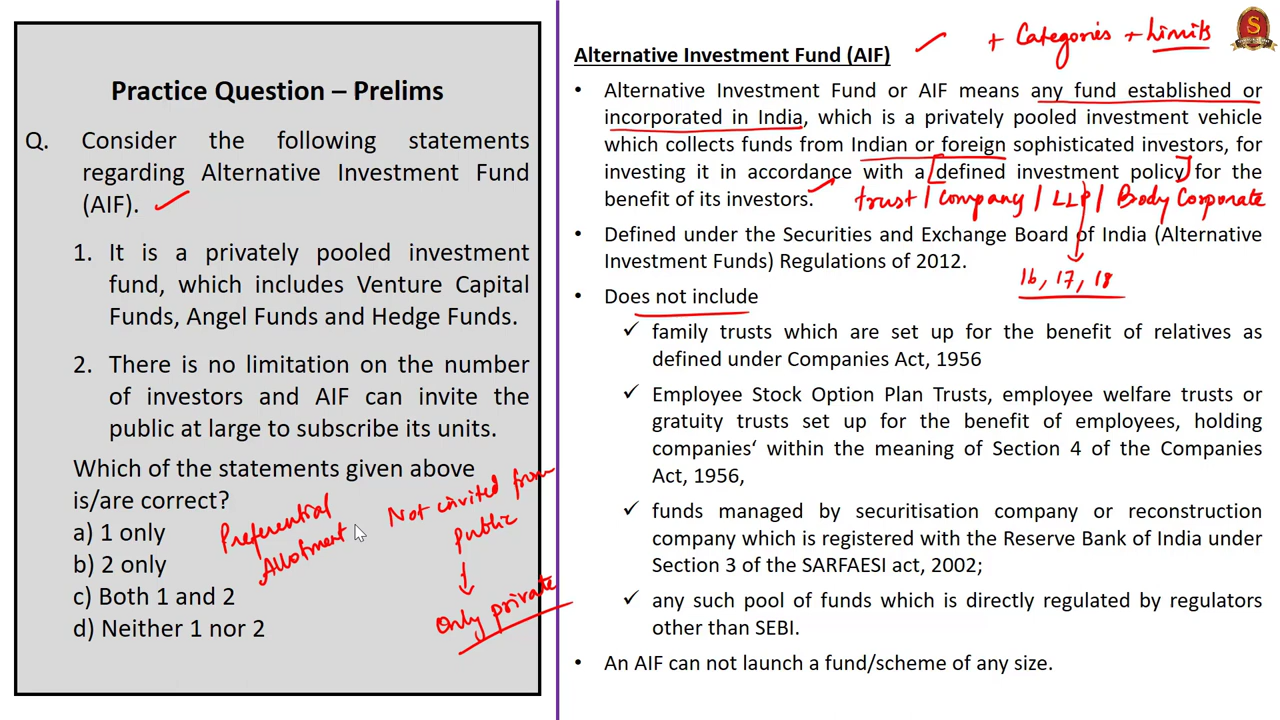 Practice Question – Prelims
Q. Consider the following statements
regarding Alternative Investment Fund
(AIF).
1. It is a privately pooled investment
fund, which includes Venture Capital
Funds, Angel Funds and Hedge Funds.
2. There is no limitation on the number
of investors and AIF can invite the
public at large to subscribe its units.
Which of the statements given above
is/are correct?
a) 1 only
b) 2 only
c) Both 1 and 2
d) Neither 1 nor 2
Preferential
Allotment
Not invited from
public
Only private
+ Categories + Limits
S
Alternative Investment Fund (AIF)
• Alternative Investment Fund or AIF means any fund established or
incorporated in India, which is a privately pooled investment vehicle
which collects funds from Indian or foreign sophisticated investors, for
investing it in accordance with a defined investment policy for the
benefit of its investors.
trust | Company | LLP | Body Corporate
• Defined under the Securities and Exchange Board of India (Alternative
Investment Funds) Regulations of 2012.
16, 17, 18
• Does not include
✓ family trusts which are set up for the benefit of relatives as
defined under Companies Act, 1956
✓ Employee Stock Option Plan Trusts, employee welfare trusts or
gratuity trusts set up for the benefit of employees, holding
companies‘ within the meaning of Section 4 of the Companies
Act, 1956,
✓ funds managed by securitisation company or reconstruction
company which is registered with the Reserve Bank of India under
Section 3 of the SARFAESI act, 2002;
✓ any such pool of funds which is directly regulated by regulators
other than SEBI.
• An AIF can not launch a fund/scheme of any size.